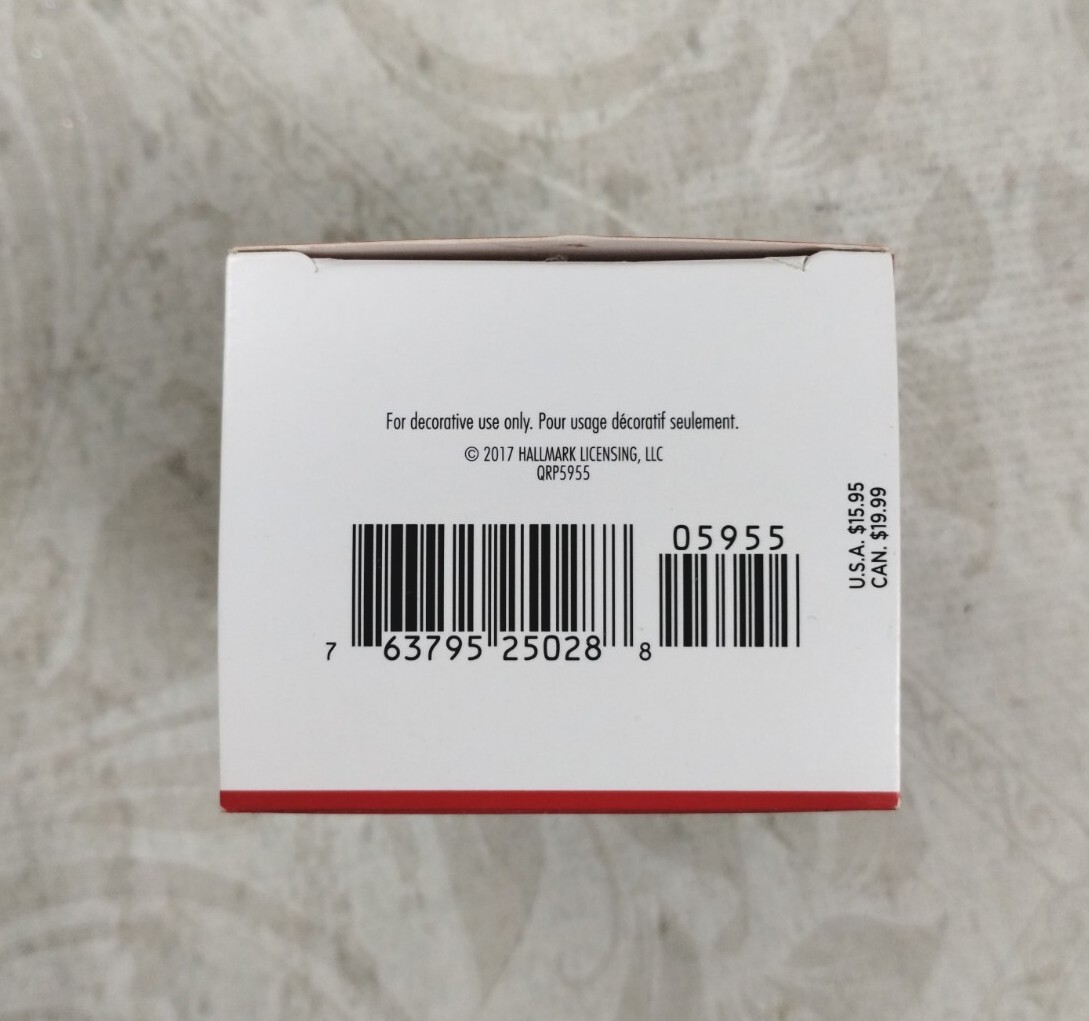 For decorative use only. Pour usage décoratif seulement.
© 2017 HALLMARK LICENSING, LLC
QRP5955
05955
7 63795 25028 8
U.S.A. $15.95
CAN. $19.99